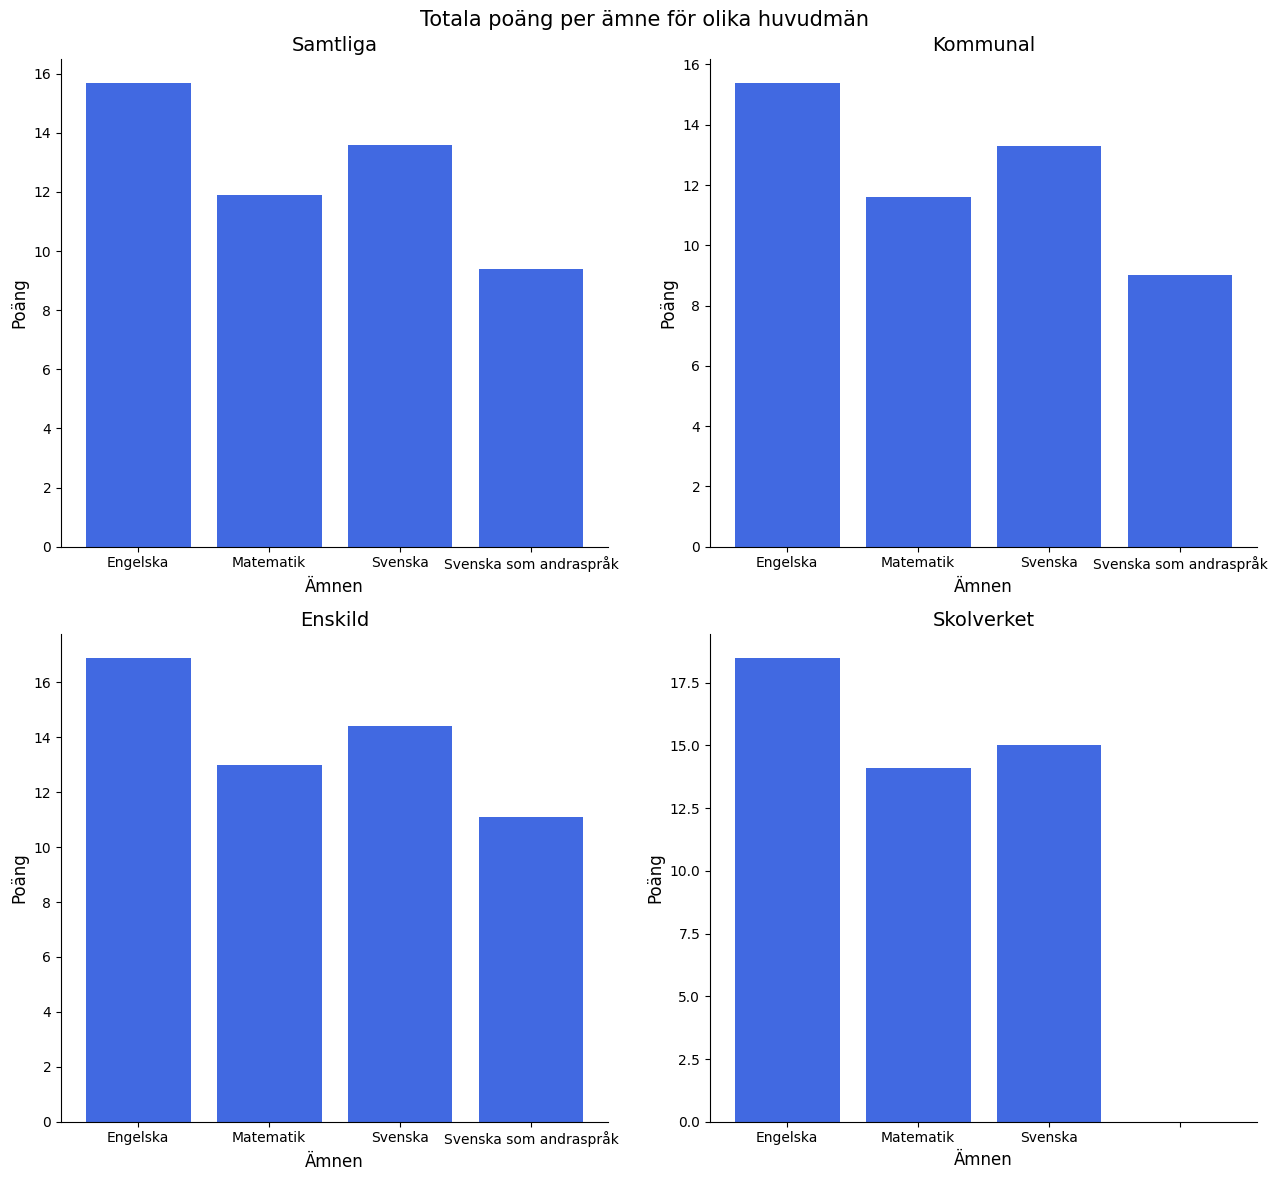 Totala poäng per ämne för olika huvudmän
Samtliga
16
14
12
10
8
6
4
2
0
Poäng
Engelska Matematik Svenska Svenska som andraspråk
Ämnen
Kommunal
16
14
12
10
8
6
4
2
0
Poäng
Engelska Matematik Svenska Svenska som andraspråk
Ämnen
Enskild
16
14
12
10
8
6
4
2
0
Poäng
Engelska Matematik Svenska Svenska som andraspråk
Ämnen
Skolverket
17.5
15.0
12.5
10.0
7.5
5.0
2.5
0.0
Poäng
Engelska Matematik Svenska
Ämnen